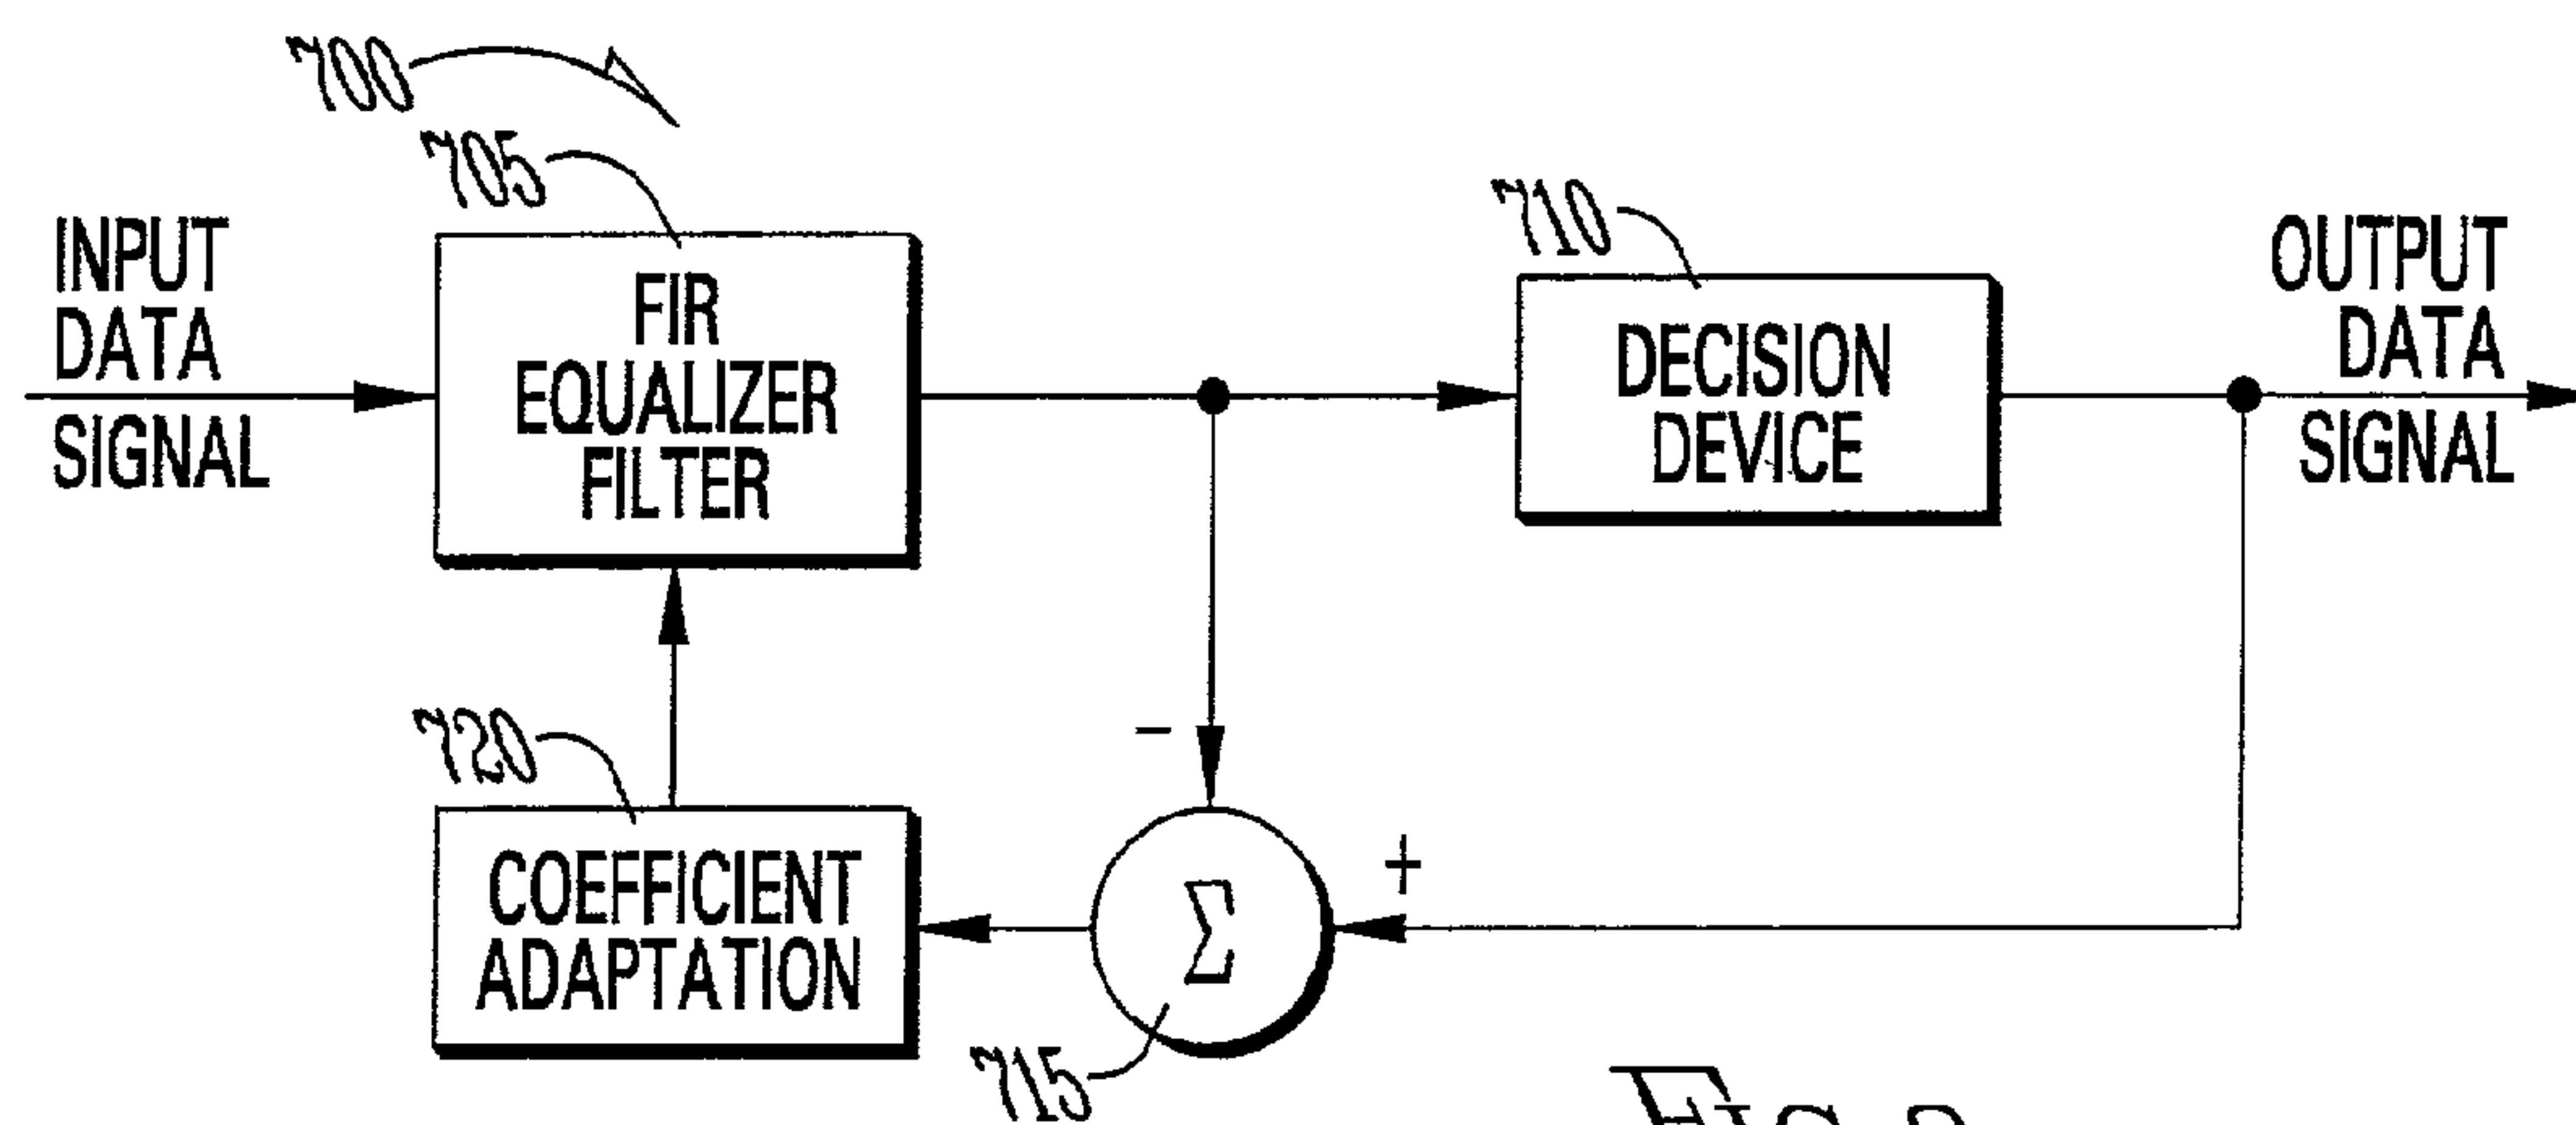 700
705
INPUT
DATA
SIGNAL
FIR
EQUALIZER
FILTER
710
DECISION
DEVICE
OUTPUT
DATA
SIGNAL
720
COEFFICIENT
ADAPTATION
−
+
Σ
715